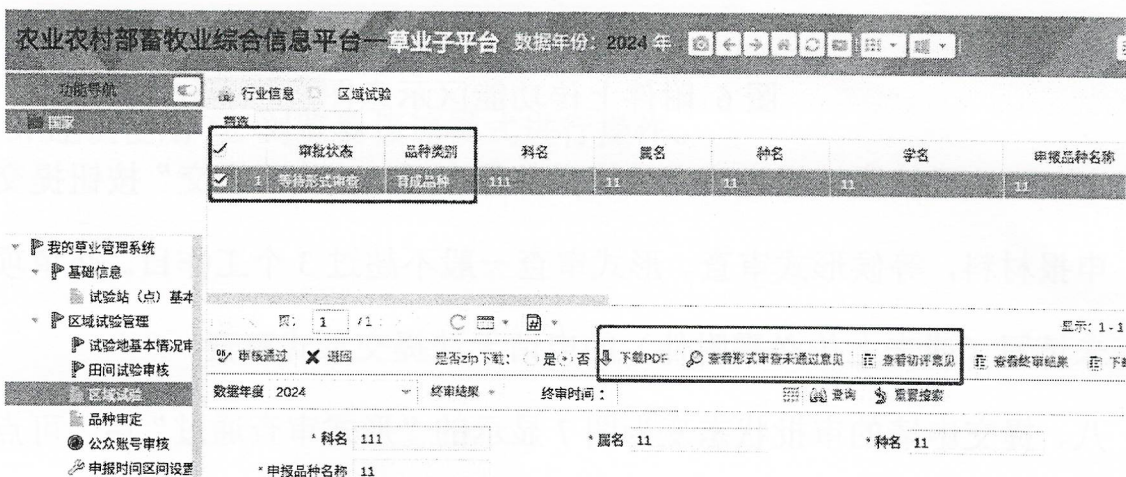 农业农村部畜牧业综合信息平台—草业子平台 数据年份：2024 年
功能导航
行业信息 区域试验
国家
筛选
审批状态 品种类别 科名 属名 种名 学名 申报品种名称
1 等待形式审查 育成品种 111 11 11 11 11
我的草业管理系统
基础信息
试验站（点）基本
区域试验管理
试验地基本情况审
田间试验审核
区域试验
品种审定
公众账号审核
申报时间区间设置
页： 1 /1 显示：1-1
审核通过 退回 是否zip下载： 是 否 下载PDF 查看形式审查未通过意见 查看初评意见 查看终审结果 下载
数据年度 2024 终审结果 终审时间： 查询 重置搜索
*科名 111 *属名 11 *种名 11
*申报品种名称 11